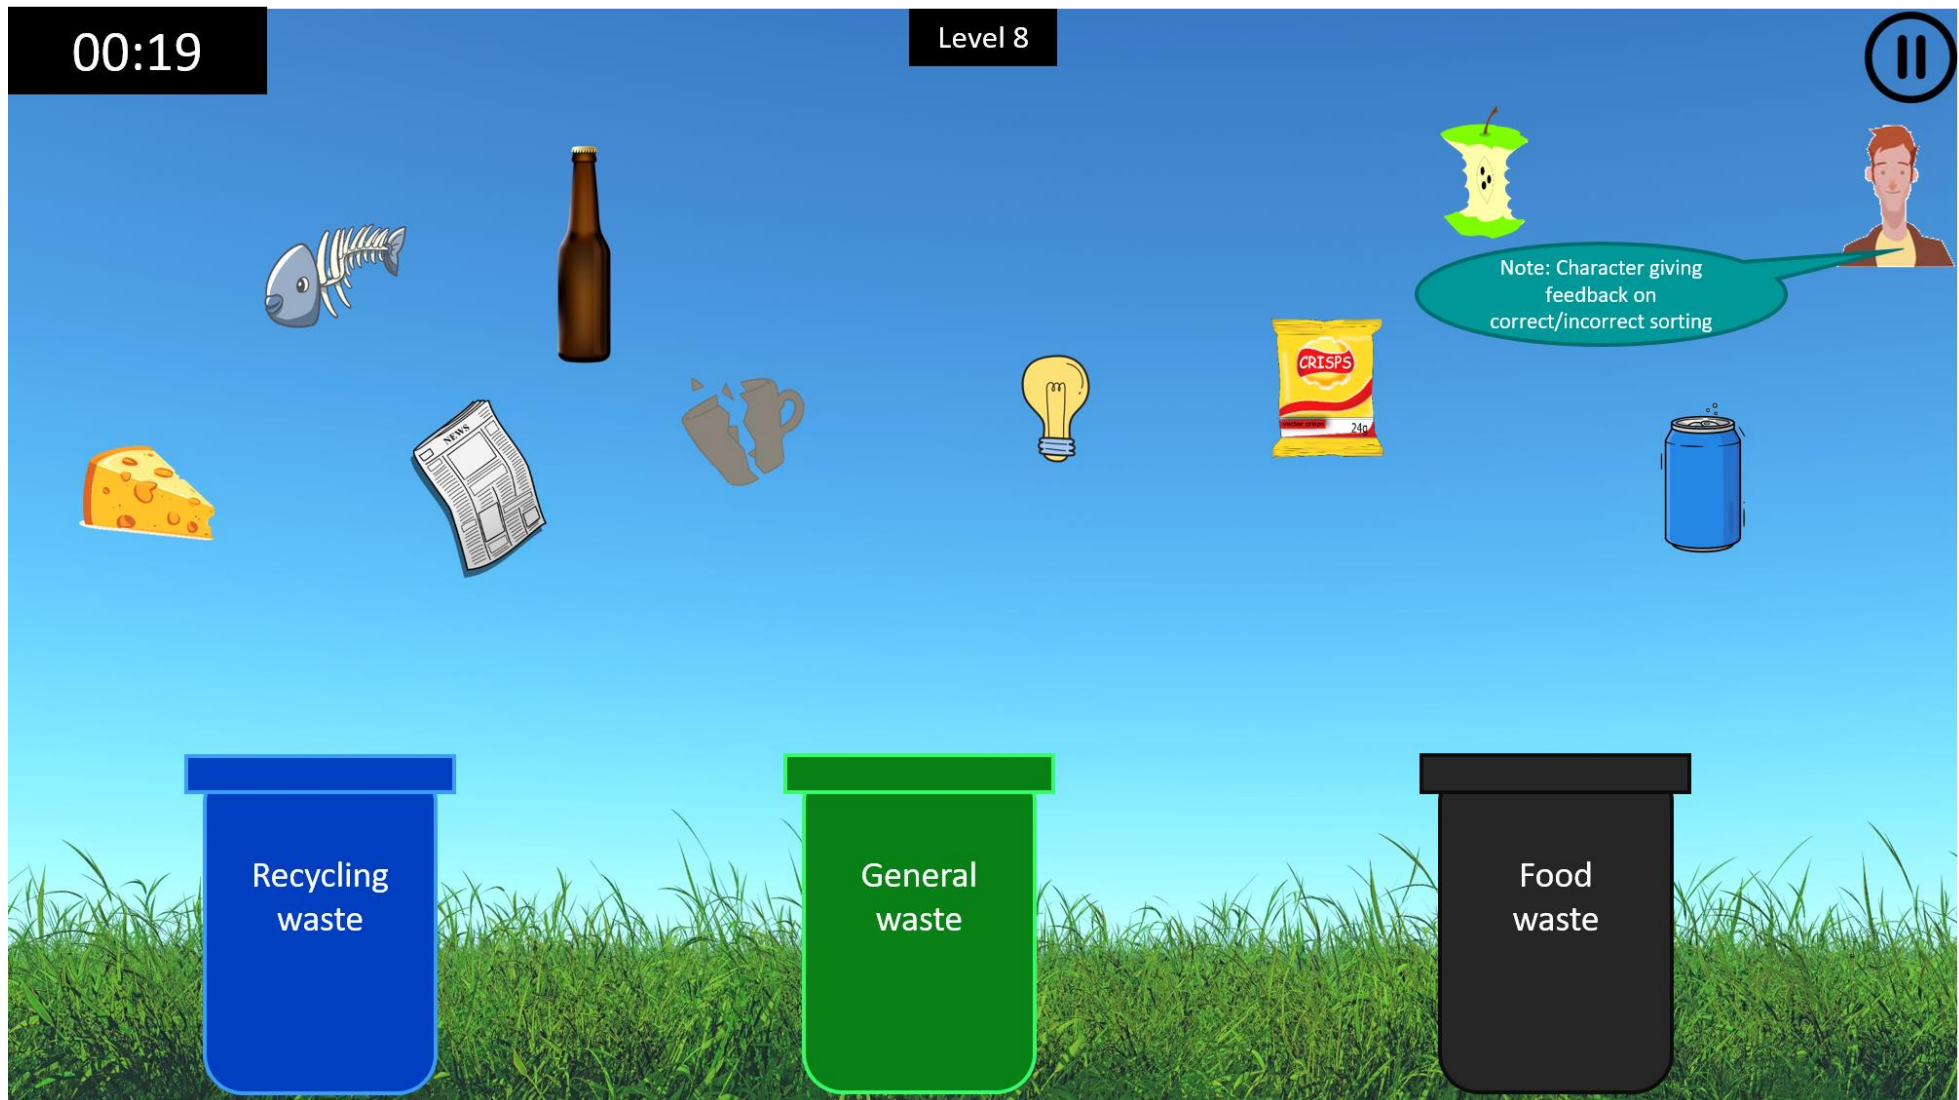 00:19
Level 8
Note: Character giving
feedback on
correct/incorrect sorting
CRISPS
24g
NEWS
Recycling
waste
General
waste
Food
waste